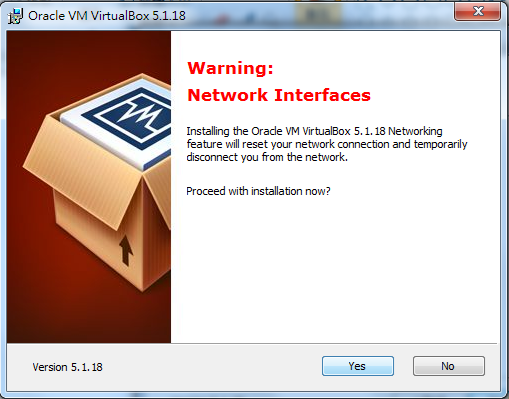 Oracle VM VirtualBox 5.1.18
Warning:
Network Interfaces
Installing the Oracle VM VirtualBox 5.1.18 Networking
feature will reset your network connection and temporarily
disconnect you from the network.
Proceed with installation now?
Version 5.1.18
Yes
No